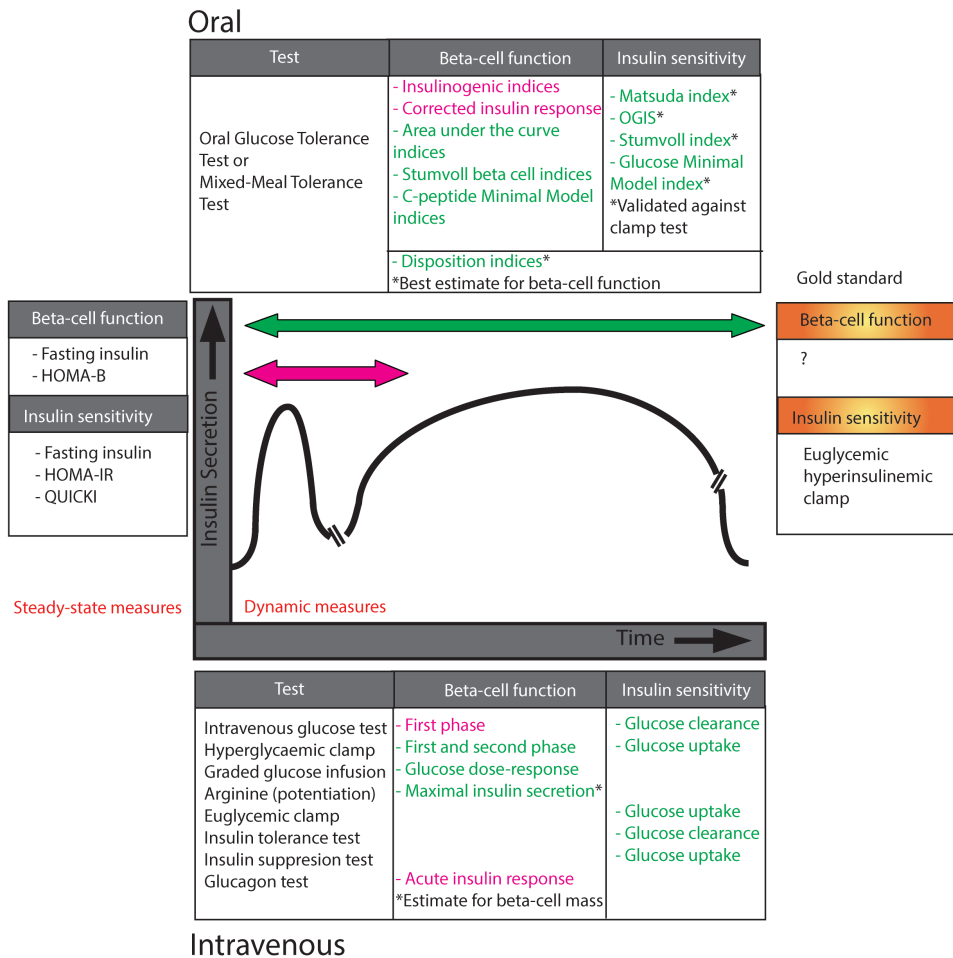 Oral
Test
Beta-cell function
Insulin sensitivity
Oral Glucose Tolerance
Test or
Mixed-Meal Tolerance
Test
- Insulinogenic indices
- Corrected insulin response
- Area under the curve
indices
- Stumvoll beta cell indices
- C-peptide Minimal Model
indices
- Matsuda index*
- OGIS*
- Stumvoll index*
- Glucose Minimal
Model index*
*Validated against
clamp test
- Disposition indices*
*Best estimate for beta-cell function
Beta-cell function
- Fasting insulin
- HOMA-B
Insulin sensitivity
- Fasting insulin
- HOMA-IR
- QUICKI
Steady-state measures
Insulin Secretion
Dynamic measures
Time
Gold standard
Beta-cell function
?
Insulin sensitivity
Euglycemic
hyperinsulinemic
clamp
Test
Beta-cell function
Insulin sensitivity
Intravenous glucose test
Hyperglycaemic clamp
Graded glucose infusion
Arginine (potentiation)
Euglycemic clamp
Insulin tolerance test
Insulin suppresion test
Glucagon test
- First phase
- First and second phase
- Glucose dose-response
- Maximal insulin secretion*
- Acute insulin response
*Estimate for beta-cell mass
- Glucose clearance
- Glucose uptake
- Glucose uptake
- Glucose clearance
- Glucose uptake
Intravenous